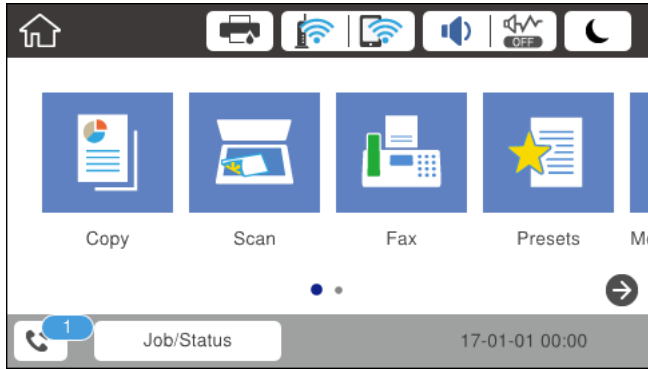 OFF
Copy
Scan
Fax
Presets
M
1
Job/Status
17-01-01 00:00